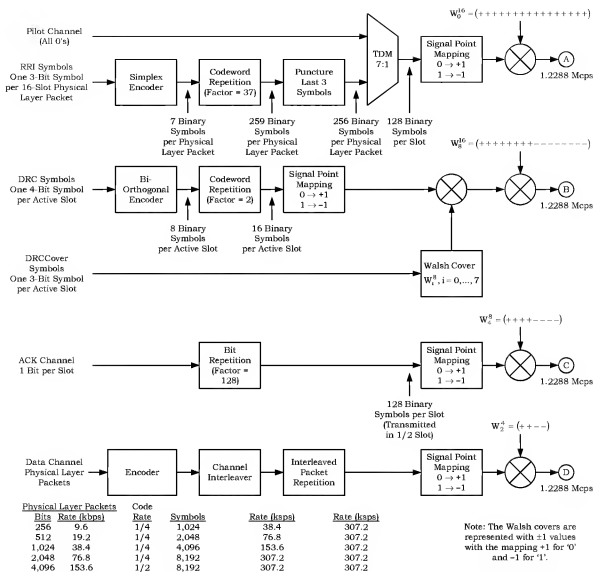 W₀¹⁶ = (++++++++++++++++)
Pilot Channel
(All 0's)
TDM
7:1
Signal Point
Mapping
0 → +1
1 → −1
A
1.2288 Mcps
RRI Symbols
One 3-Bit Symbol
per 16-Slot Physical
Layer Packet
Simplex
Encoder
Codeword
Repetition
(Factor = 37)
Puncture
Last 3
Symbols
7 Binary
Symbols
per Physical
Layer Packet
259 Binary
Symbols
per Physical
Layer Packet
256 Binary
Symbols
per Physical
Layer Packet
128 Binary
Symbols
per Slot
W₈¹⁶ = (++++++++--------)
DRC Symbols
One 4-Bit Symbol
per Active Slot
Bi-
Orthogonal
Encoder
Codeword
Repetition
(Factor = 2)
Signal Point
Mapping
0 → +1
1 → −1
B
1.2288 Mcps
8 Binary
Symbols
per Active Slot
16 Binary
Symbols
per Active Slot
DRCCover
Symbols
One 3-Bit Symbol
per Active Slot
Walsh Cover
Wᵢ⁸, i = 0,..., 7
W₄⁸ = (++++----)
ACK Channel
1 Bit per Slot
Bit
Repetition
(Factor =
128)
Signal Point
Mapping
0 → +1
1 → −1
C
1.2288 Mcps
128 Binary
Symbols per Slot
(Transmitted
in 1/2 Slot)
W₂⁴ = (++--)
Data Channel
Physical Layer
Packets
Encoder
Channel
Interleaver
Interleaved
Packet
Repetition
Signal Point
Mapping
0 → +1
1 → −1
D
1.2288 Mcps
Physical Layer Packets Code
Bits Rate (kbps) Rate Symbols Rate (ksps) Rate (ksps)
256 9.6 1/4 1,024 38.4 307.2
512 19.2 1/4 2,048 76.8 307.2
1,024 38.4 1/4 4,096 153.6 307.2
2,048 76.8 1/4 8,192 307.2 307.2
4,096 153.6 1/2 8,192 307.2 307.2
Note: The Walsh covers are
represented with ±1 values
with the mapping +1 for '0'
and −1 for '1'.